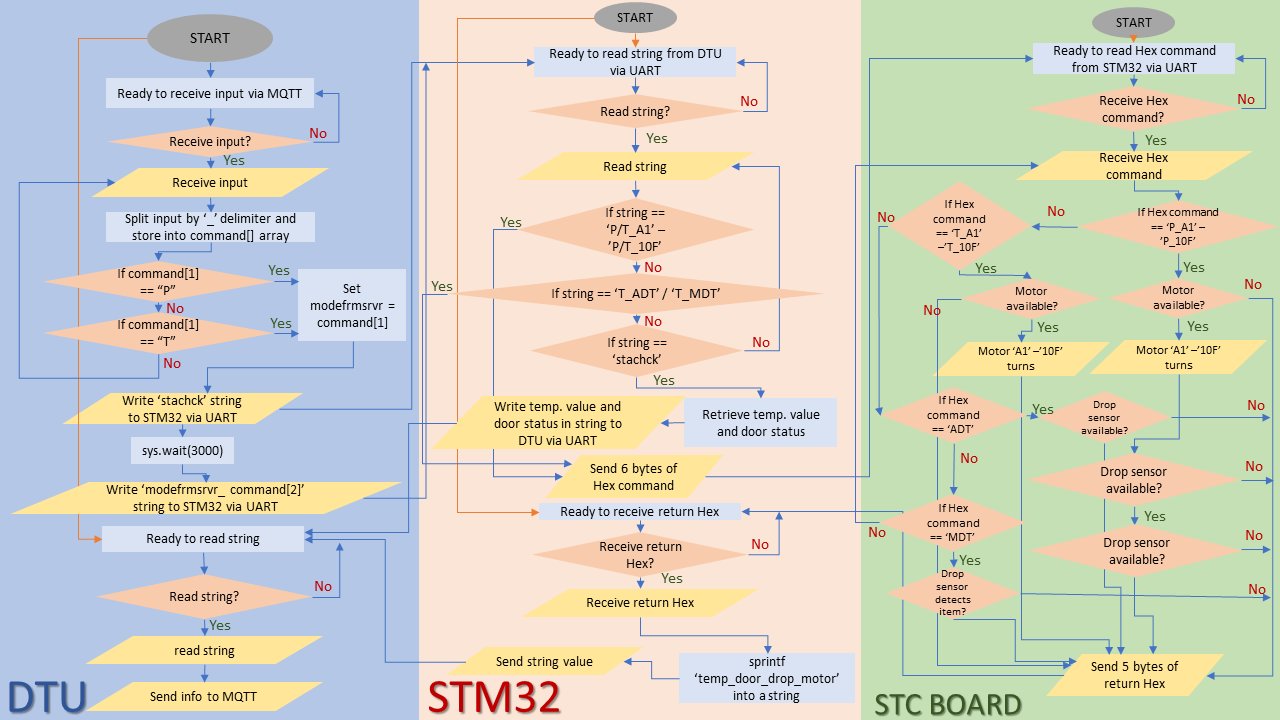 START
Ready to receive input via MQTT
Receive input?
No
Yes
Receive input
Split input by ‘_’ delimiter and
store into command[] array
If command[1]
== “P”
Yes
No
If command[1]
== “T”
Yes
No
Set
modefrmsrvr =
command[1]
Write ‘stachck’ string
to STM32 via UART
sys.wait(3000)
Write ‘modefrmsrvr_ command[2]’
string to STM32 via UART
Ready to read string
Read string?
No
Yes
read string
Send info to MQTT
DTU
START
Ready to read string from DTU
via UART
Read string?
No
Yes
Read string
If string ==
‘P/T_A1’ –
’P/T_10F’
Yes
No
If string == ‘T_ADT’ / ‘T_MDT’
Yes
No
If string ==
‘stachck’
No
Yes
Retrieve temp. value
and door status
Write temp. value and
door status in string to
DTU via UART
Send 6 bytes of
Hex command
Ready to receive return Hex
Receive return
Hex?
No
Yes
Receive return Hex
sprintf
‘temp_door_drop_motor’
into a string
Send string value
STM32
START
Ready to read Hex command
from STM32 via UART
Receive Hex
command?
No
Yes
Receive Hex
command
If Hex command
== ‘P_A1’ –
’P_10F’
No
Yes
If Hex
command
== ‘T_A1’
–’T_10F’
No
Yes
Motor
available?
No
Yes
Motor
available?
No
Yes
Motor ‘A1’ –’10F’
turns
Motor ‘A1’ –’10F’
turns
If Hex
command
== ‘ADT’
Yes
No
Drop
sensor
available?
No
Drop sensor
available?
No
Yes
Drop sensor
available?
No
If Hex
command
== ‘MDT’
No
Yes
Drop
sensor
detects
item?
No
Send 5 bytes of
return Hex
STC BOARD